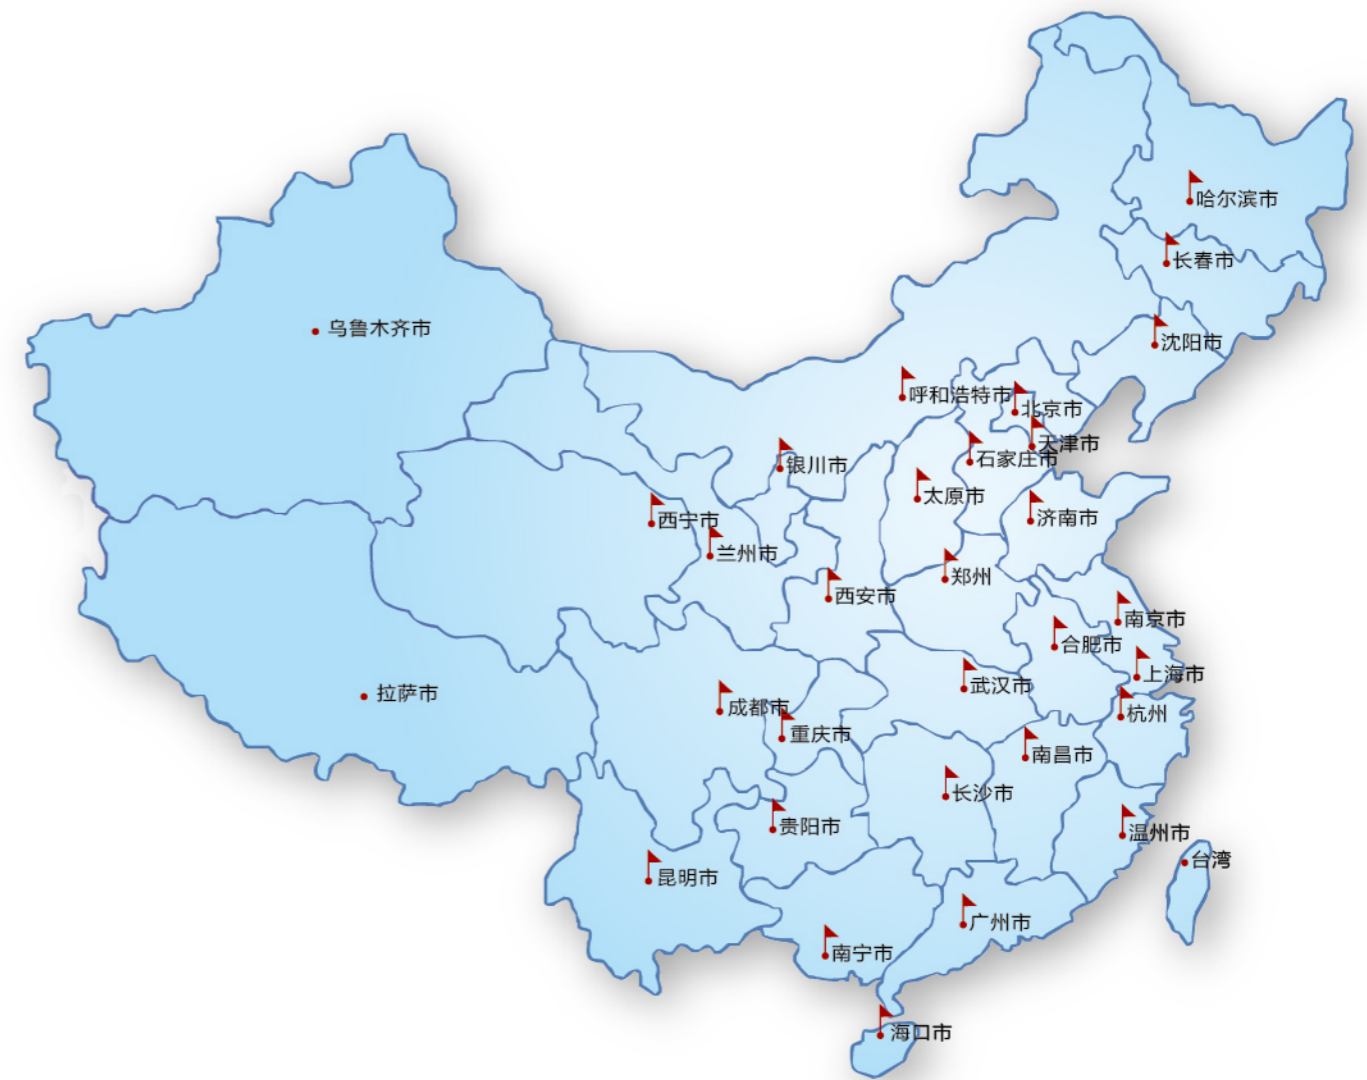 哈尔滨市
长春市
乌鲁木齐市
沈阳市
呼和浩特市
北京市
天津市
石家庄市
银川市
太原市
济南市
西宁市
兰州市
郑州
西安市
南京市
合肥市
上海市
武汉市
拉萨市
成都市
杭州
重庆市
南昌市
长沙市
贵阳市
温州市
台湾
昆明市
广州市
南宁市
海口市